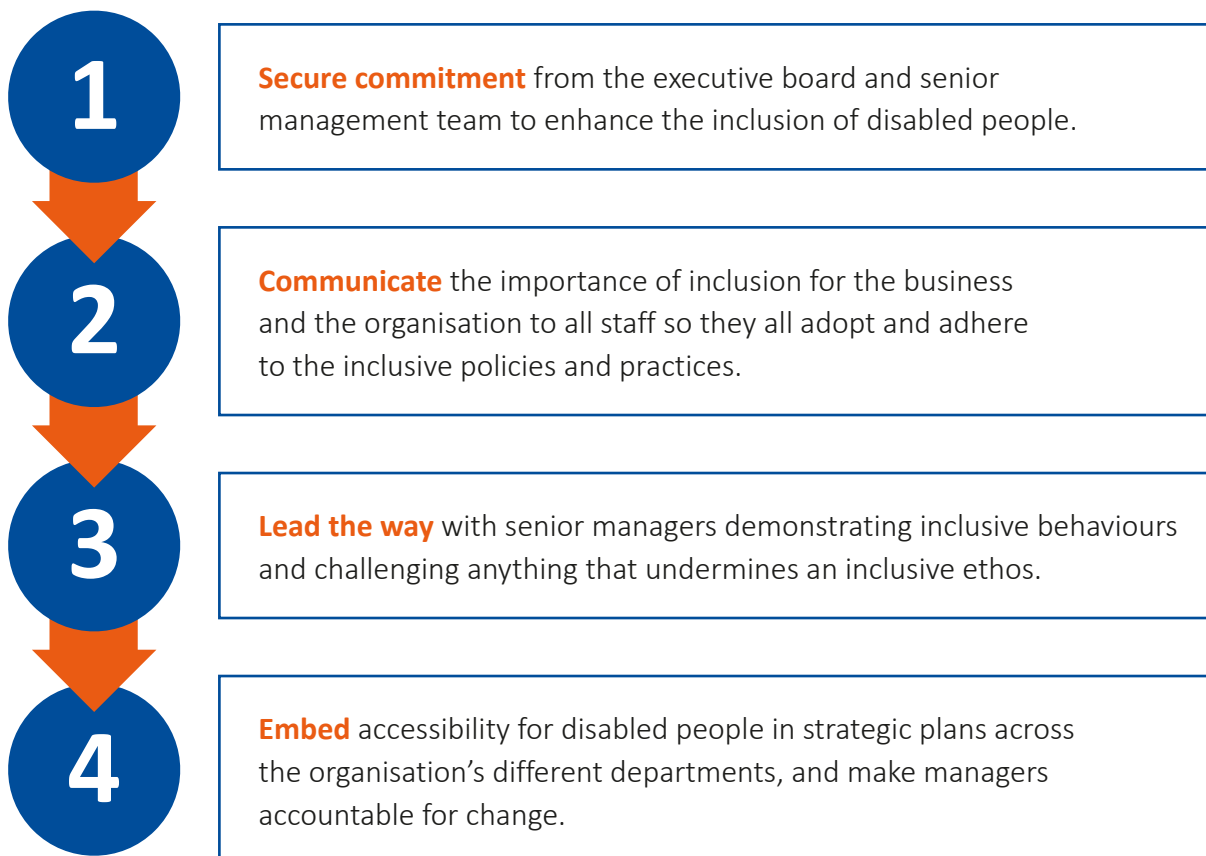 1
Secure commitment from the executive board and senior
management team to enhance the inclusion of disabled people.
2
Communicate the importance of inclusion for the business
and the organisation to all staff so they all adopt and adhere
to the inclusive policies and practices.
3
Lead the way with senior managers demonstrating inclusive behaviours
and challenging anything that undermines an inclusive ethos.
4
Embed accessibility for disabled people in strategic plans across
the organisation’s different departments, and make managers
accountable for change.